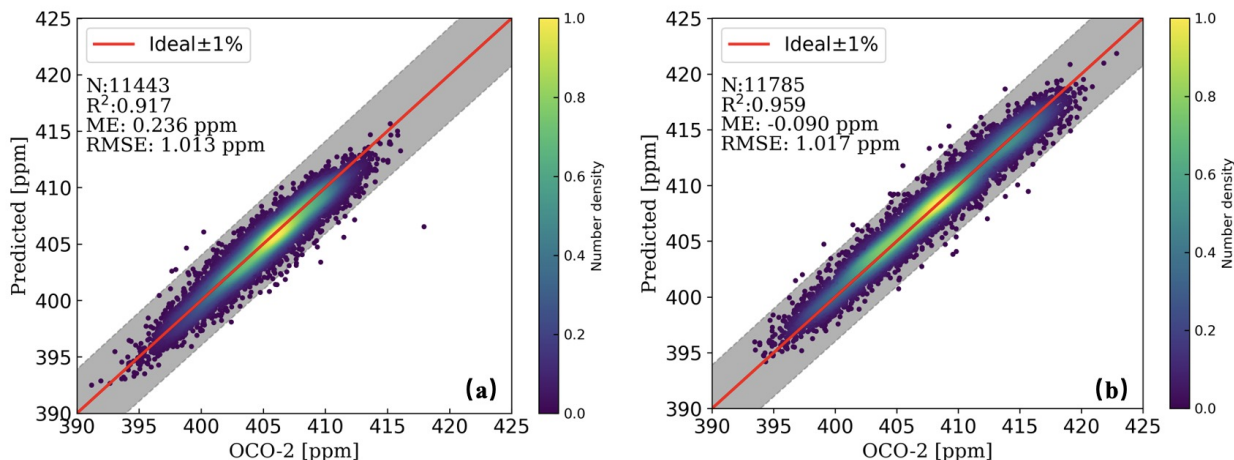 Ideal±1%
N:11443
R²:0.917
ME: 0.236 ppm
RMSE: 1.013 ppm
425
420
415
410
405
400
395
390
Predicted [ppm]
390 395 400 405 410 415 420 425
OCO-2 [ppm]
(a)
1.0
0.8
0.6
0.4
0.2
0.0
Number density
Ideal±1%
N:11785
R²:0.959
ME: -0.090 ppm
RMSE: 1.017 ppm
425
420
415
410
405
400
395
390
Predicted [ppm]
390 395 400 405 410 415 420 425
OCO-2 [ppm]
(b)
1.0
0.8
0.6
0.4
0.2
0.0
Number density